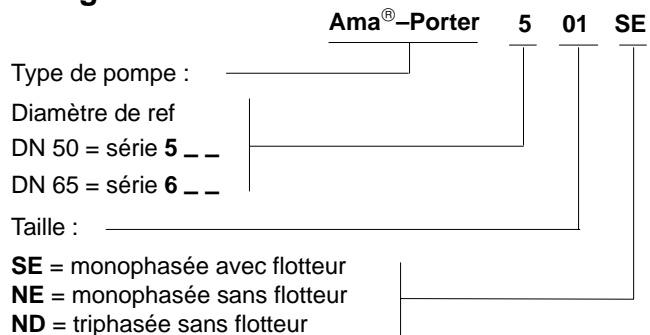 Ama®–Porter 5 01 SE
Type de pompe :
Diamètre de ref
DN 50 = série 5 _ _
DN 65 = série 6 _ _
Taille :
SE = monophasée avec flotteur
NE = monophasée sans flotteur
ND = triphasée sans flotteur